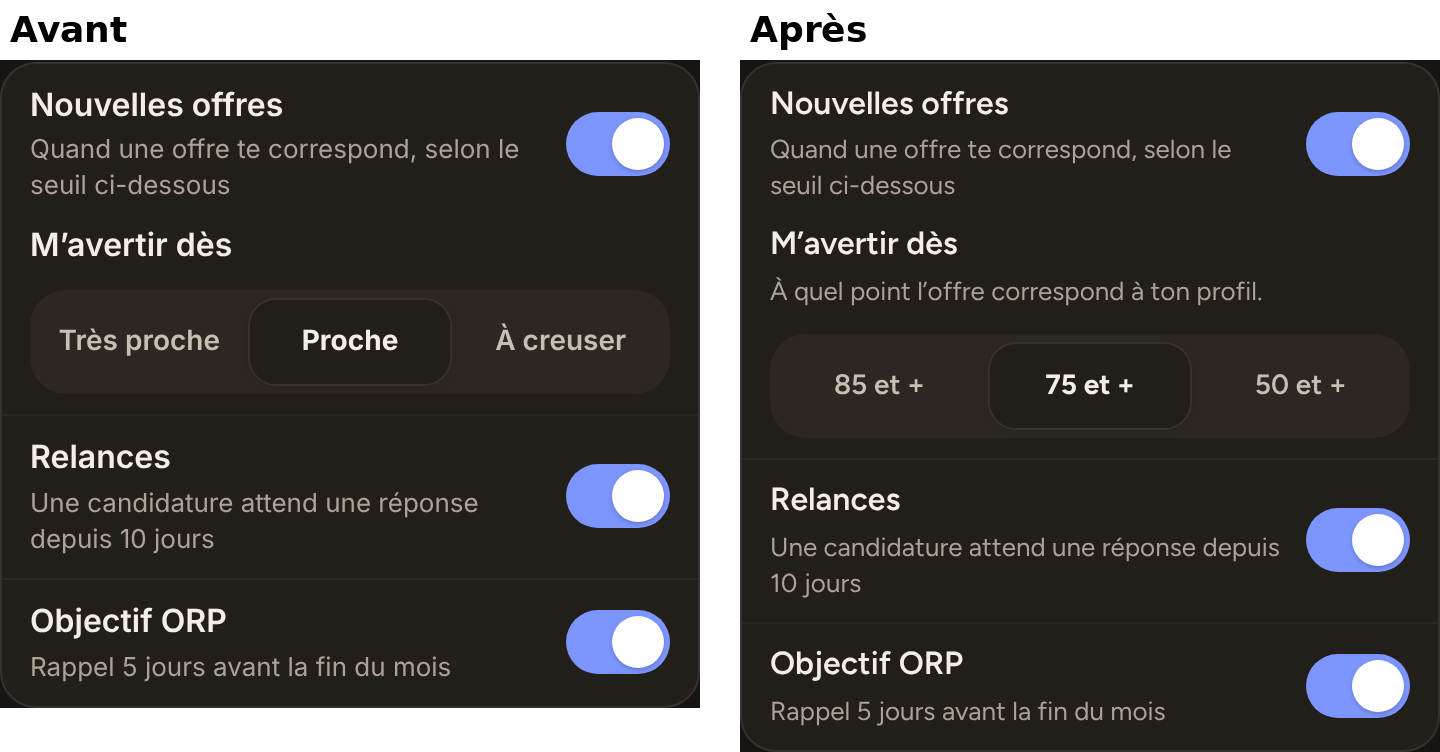 Avant
Nouvelles offres
Quand une offre te correspond, selon le
seuil ci-dessous
M’avertir dès
Très proche
Proche
À creuser
Relances
Une candidature attend une réponse
depuis 10 jours
Objectif ORP
Rappel 5 jours avant la fin du mois
Après
Nouvelles offres
Quand une offre te correspond, selon le
seuil ci-dessous
M’avertir dès
À quel point l’offre correspond à ton profil.
85 et +
75 et +
50 et +
Relances
Une candidature attend une réponse depuis
10 jours
Objectif ORP
Rappel 5 jours avant la fin du mois